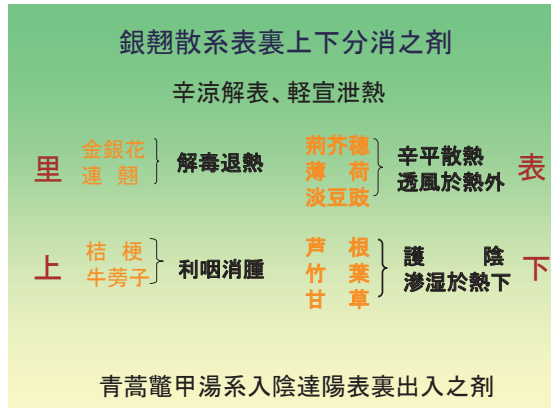 銀翹散系表裏上下分消之剤
辛涼解表、軽宣泄熱
里
金銀花
連翹
解毒退熱
荊芥穂
薄荷
淡豆豉
辛平散熱
透風於熱外
表
上
桔梗
牛蒡子
利咽消腫
芦根
竹葉
甘草
護陰
滲湿於熱下
下
青蒿鼈甲湯系入陰達陽表裏出入之剤